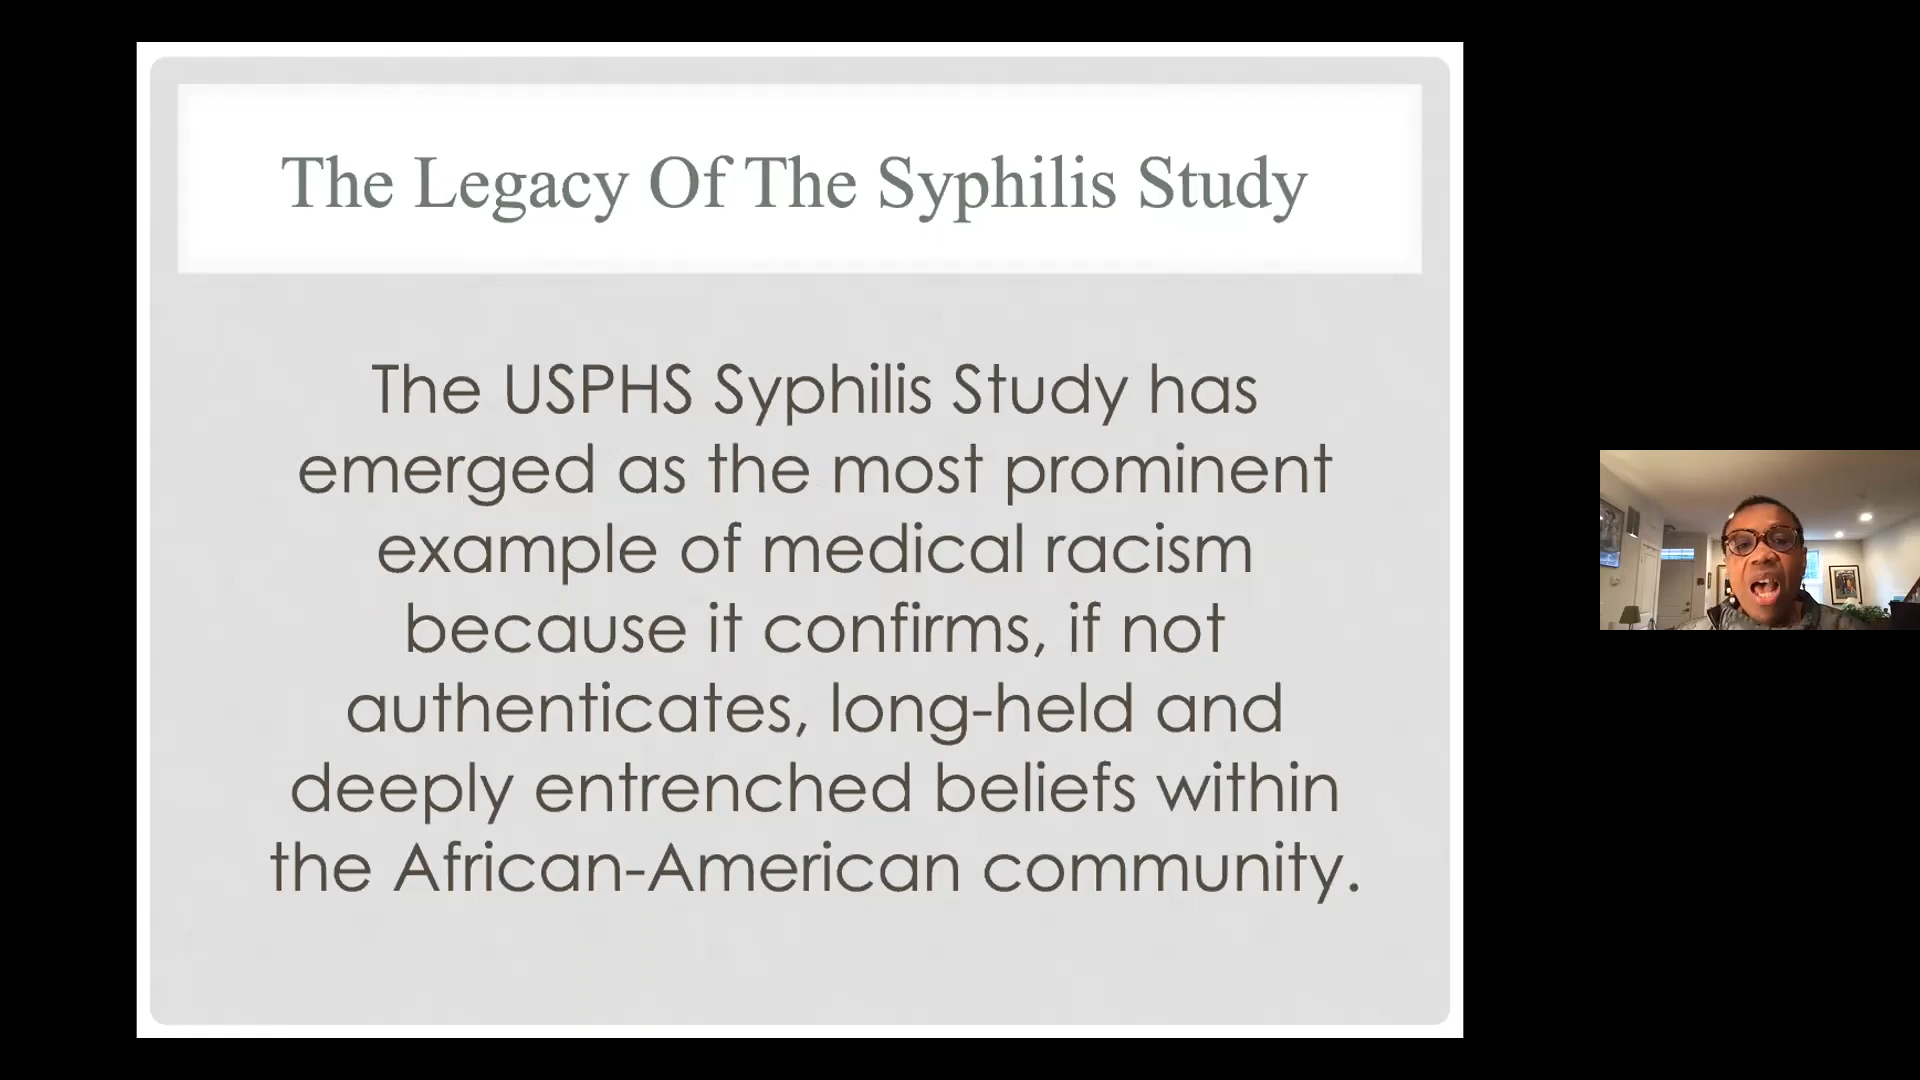 The Legacy Of The Syphilis Study
The USPHS Syphilis Study has
emerged as the most prominent
example of medical racism
because it confirms, if not
authenticates, long-held and
deeply entrenched beliefs within
the African-American community.